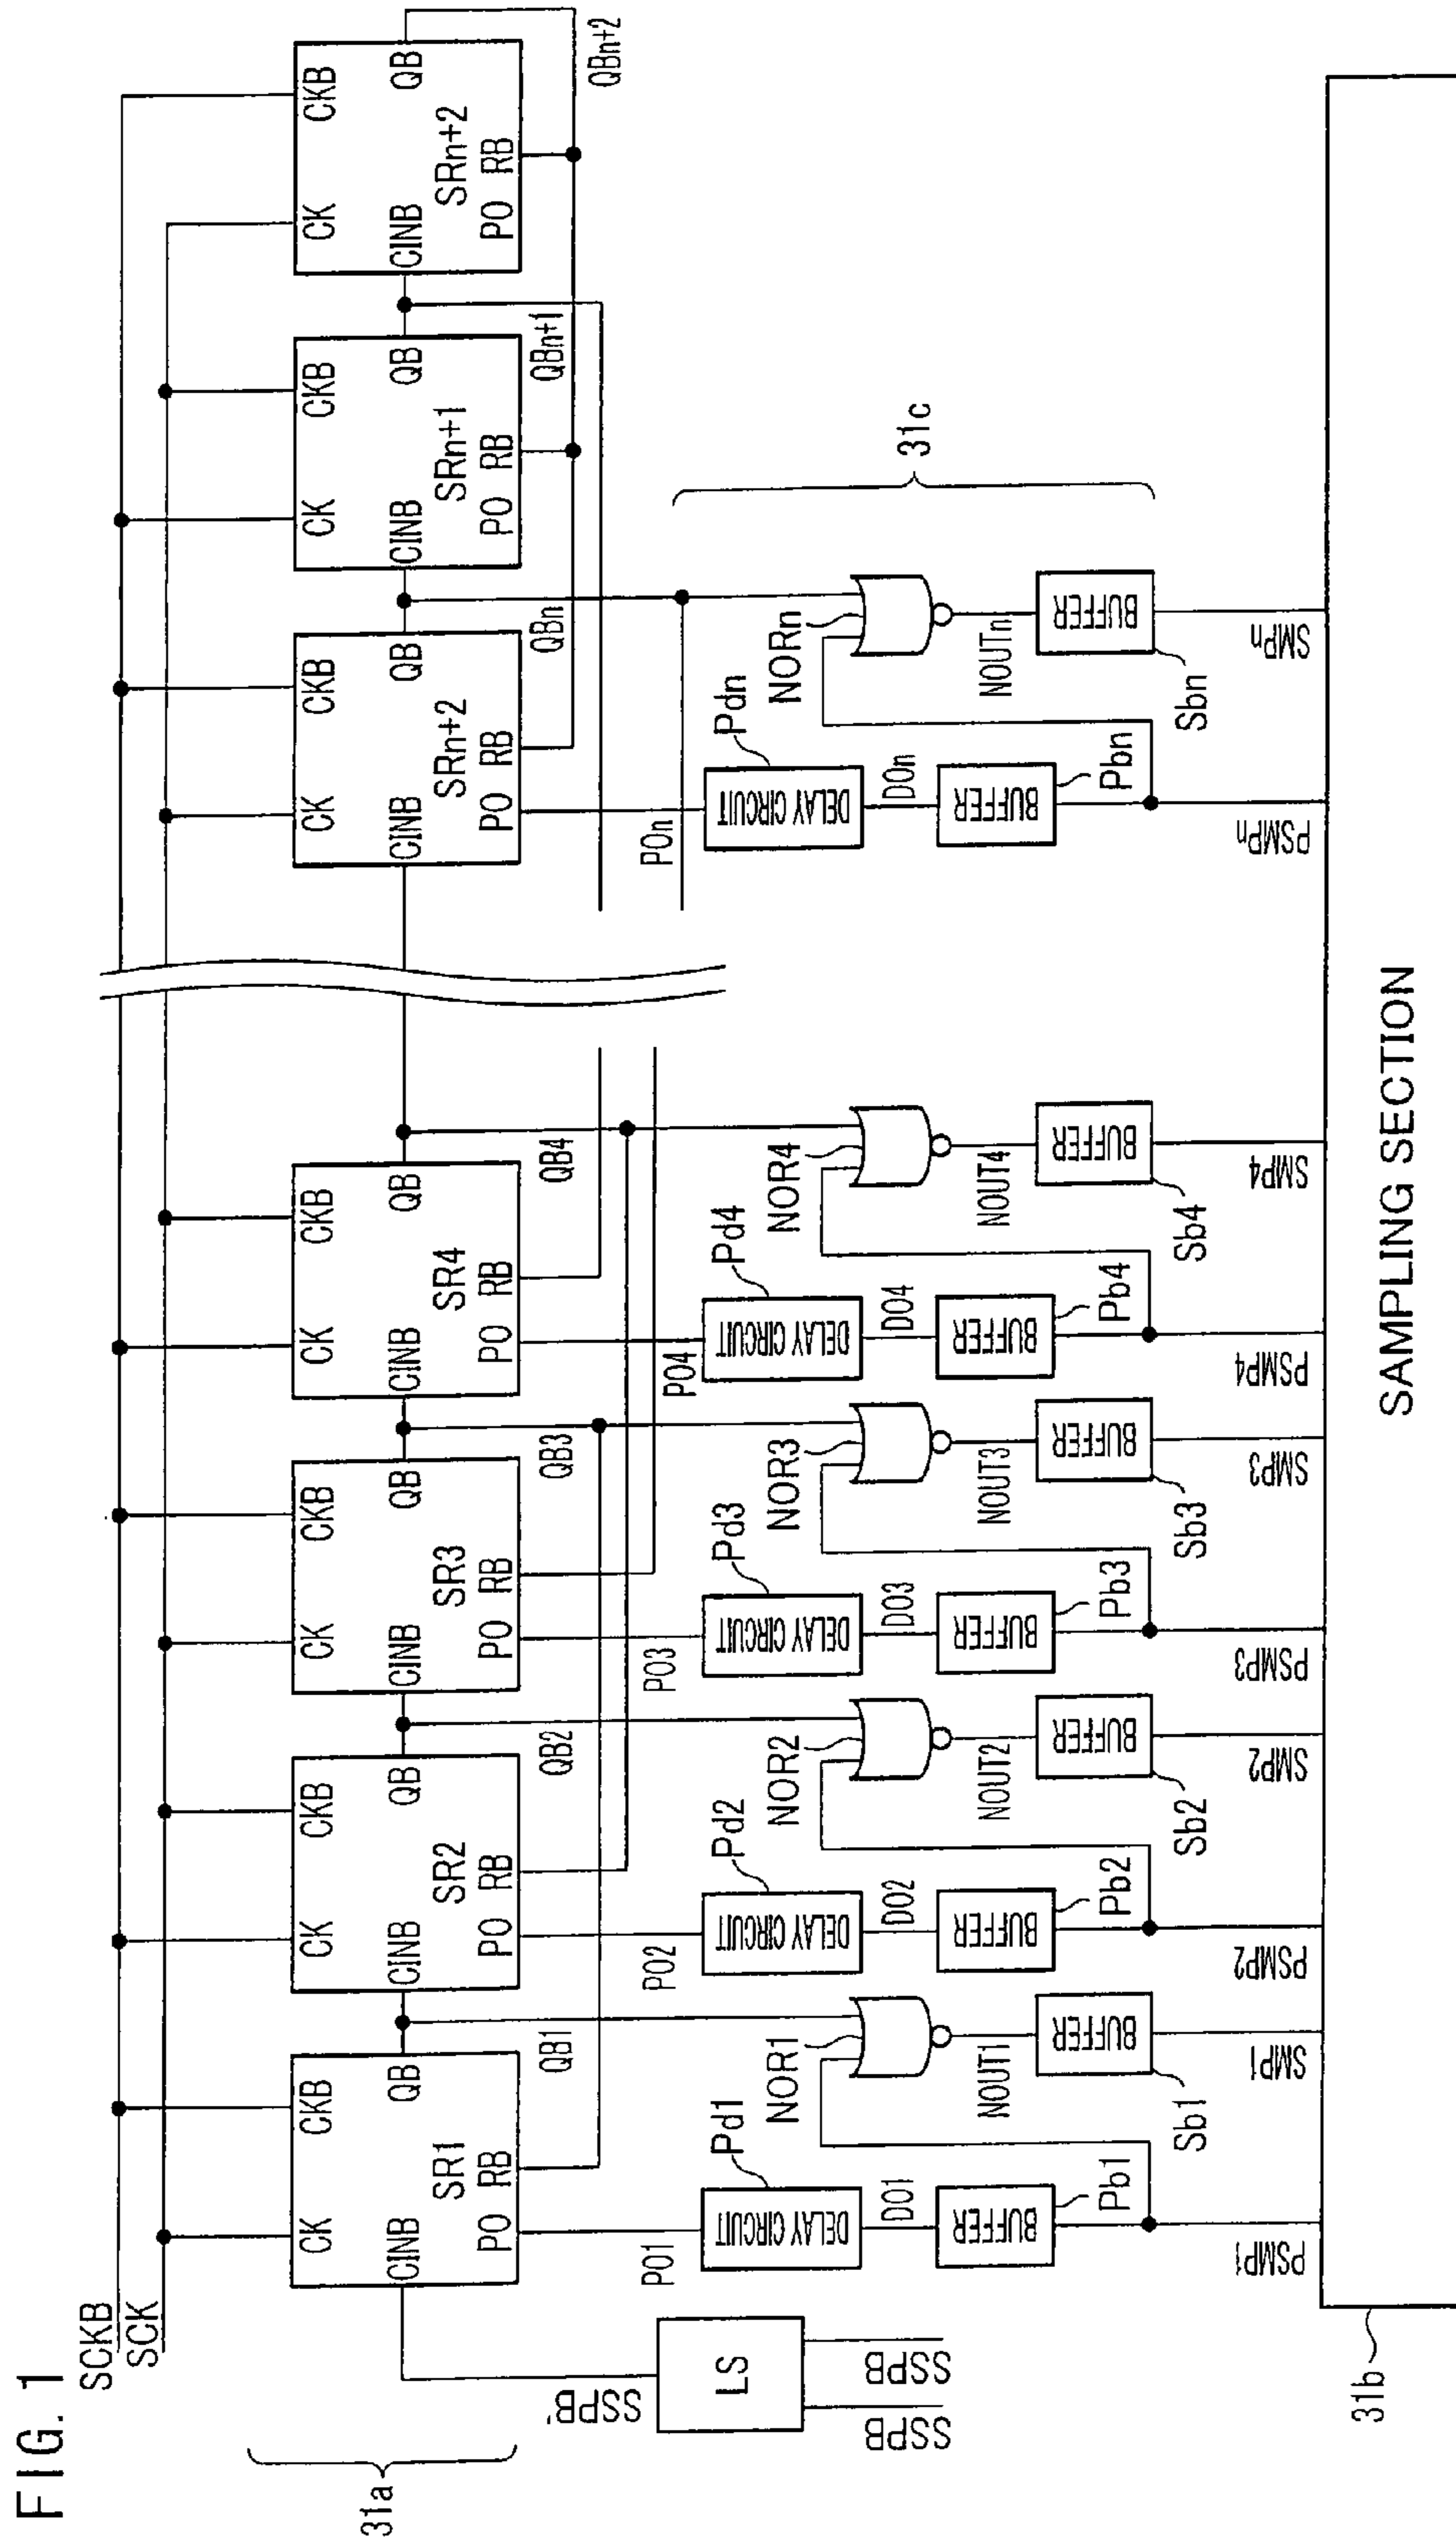 FIG. 1
SCKB
SCK
31a
CK
CKB
CINB
QB
SR1
PO
RB
CK
CKB
CINB
QB
SR2
PO
RB
CK
CKB
CINB
QB
SR3
PO
RB
CK
CKB
CINB
QB
SR4
PO
RB
CK
CKB
CINB
QB
SRn+2
PO
RB
CK
CKB
CINB
QB
SRn+1
PO
RB
CK
CKB
CINB
QB
SRn+2
PO
RB
QB1
QB2
QB3
QB4
QBn
QBn+1
QBn+2
SSPB'
LS
SSPB
SSPB
PO1
PO2
PO3
PO4
POn
Pd1
Pd2
Pd3
Pd4
Pdn
DELAY CIRCUIT
DELAY CIRCUIT
DELAY CIRCUIT
DELAY CIRCUIT
DELAY CIRCUIT
NOR1
NOR2
NOR3
NOR4
NORn
31c
DO1
DO2
DO3
DO4
DOn
BUFFER
BUFFER
BUFFER
BUFFER
BUFFER
Pb1
Pb2
Pb3
Pb4
Pbn
NOUT1
NOUT2
NOUT3
NOUT4
NOUTn
BUFFER
BUFFER
BUFFER
BUFFER
BUFFER
Sb1
Sb2
Sb3
Sb4
Sbn
PSMP1
SMP1
PSMP2
SMP2
PSMP3
SMP3
PSMP4
SMP4
PSMPn
SMPn
31b
SAMPLING SECTION